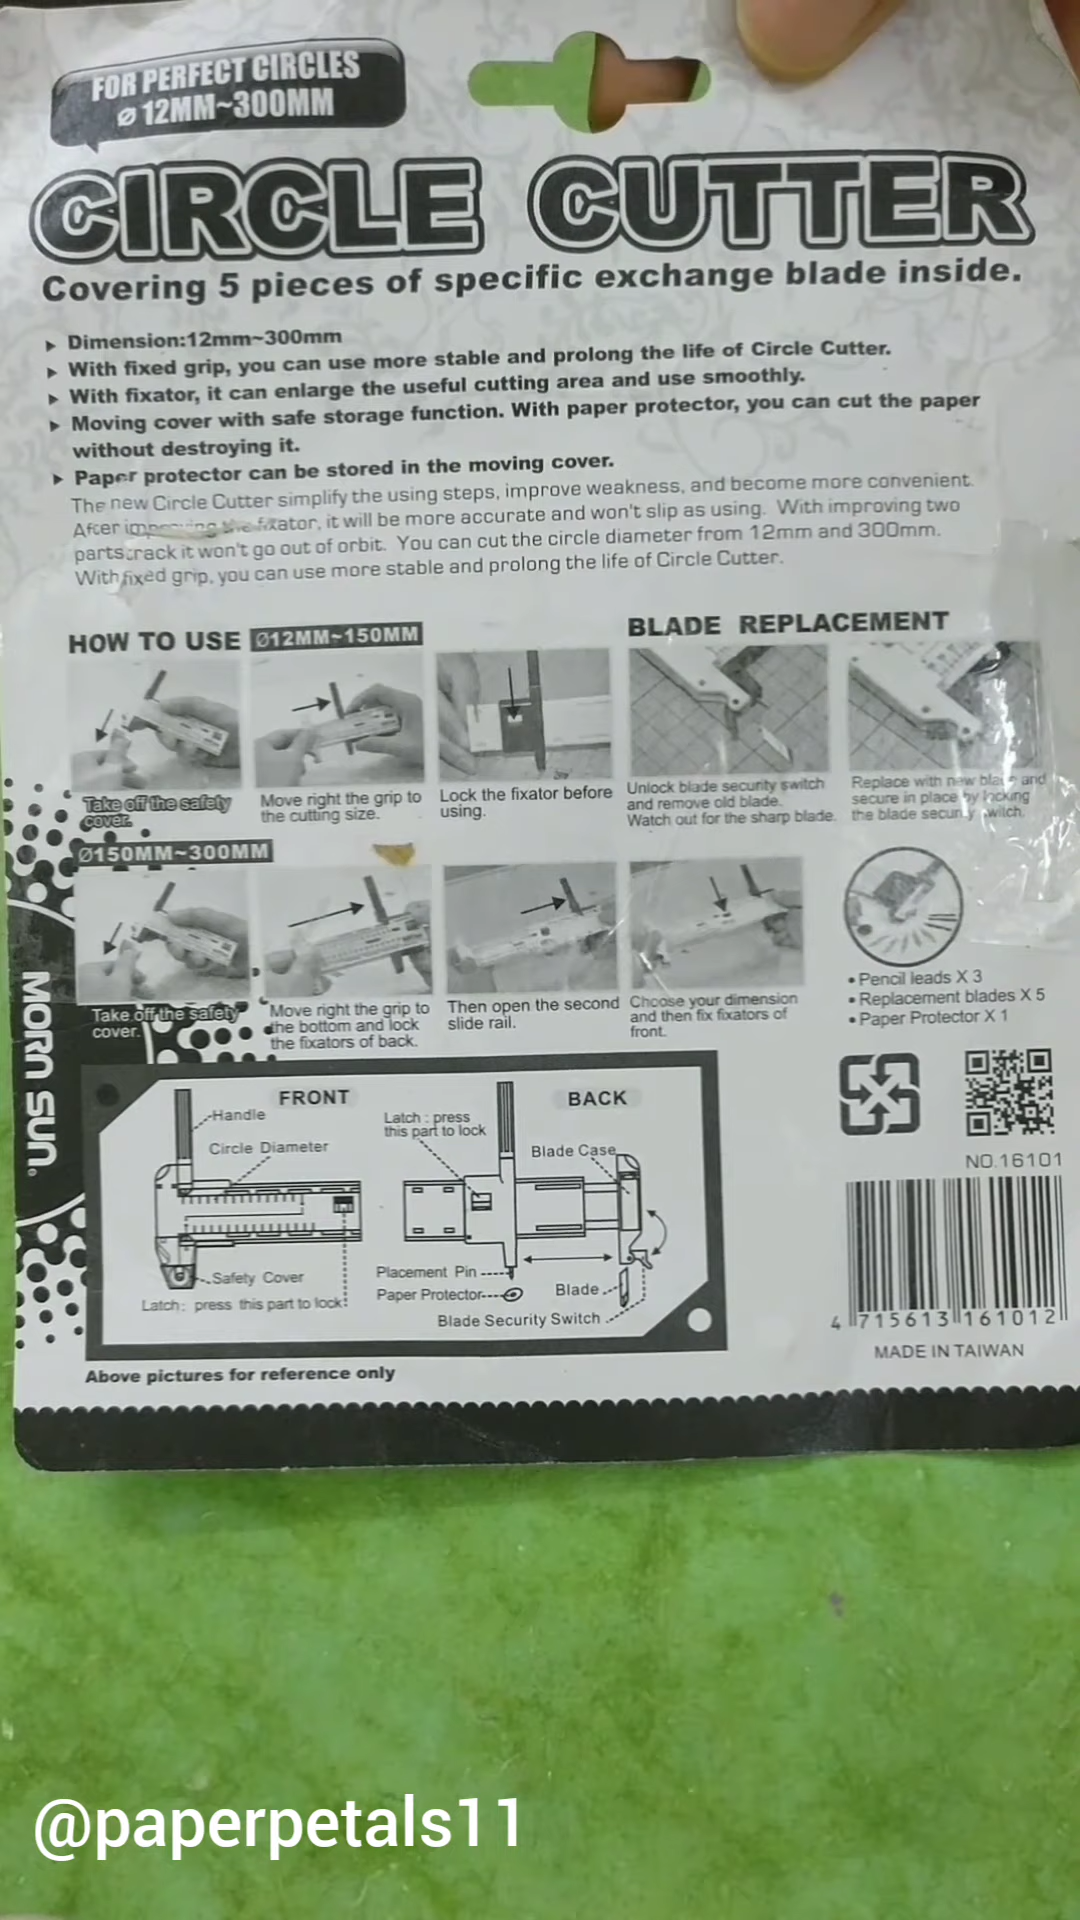 FOR PERFECT CIRCLES
Ø 12MM~300MM
CIRCLE CUTTER
Covering 5 pieces of specific exchange blade inside.
▸ Dimension:12mm~300mm
▸ With fixed grip, you can use more stable and prolong the life of Circle Cutter.
▸ With fixator, it can enlarge the useful cutting area and use smoothly.
▸ Moving cover with safe storage function. With paper protector, you can cut the paper
without destroying it.
▸ Paper protector can be stored in the moving cover.
The new Circle Cutter simplify the using steps, improve weakness, and become more convenient.
After improving the fixator, it will be more accurate and won't slip as using. With improving two
parts:rack it won't go out of orbit. You can cut the circle diameter from 12mm and 300mm.
With fixed grip, you can use more stable and prolong the life of Circle Cutter.
HOW TO USE Ø12MM~150MM
Take off the safety
cover.
Move right the grip to
the cutting size.
Lock the fixator before
using.
BLADE REPLACEMENT
Unlock blade security switch
and remove old blade.
Watch out for the sharp blade.
Replace with new blade and
secure in place by locking
the blade security switch.
Ø150MM~300MM
Take off the safety
cover.
Move right the grip to
the bottom and lock
the fixators of back.
Then open the second
slide rail.
Choose your dimension
and then fix fixators of
front.
• Pencil leads X 3
• Replacement blades X 5
• Paper Protector X 1
MORN SUN®
FRONT
Handle
Circle Diameter
Safety Cover
Latch: press this part to lock
BACK
Latch : press
this part to lock
Blade Case
Placement Pin
Paper Protector
Blade
Blade Security Switch
Above pictures for reference only
NO.16101
4 715613 161012
MADE IN TAIWAN
@paperpetals11